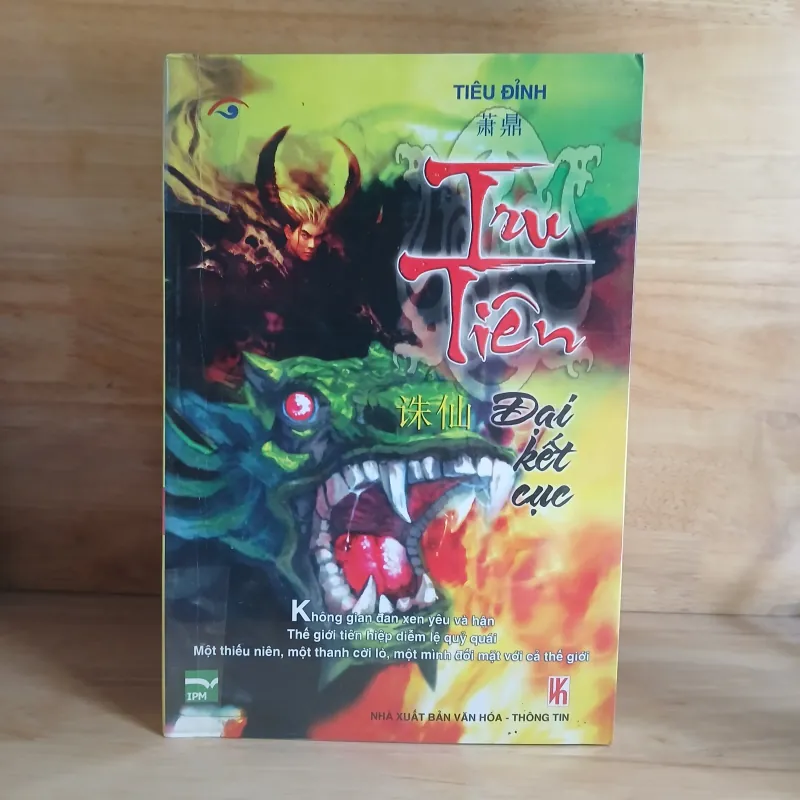 TIÊU ĐỈNH
萧鼎
Tru
Tiên
诛仙
Đại
kết
cục
Không gian đan xen yêu và hận
Thế giới tiên hiệp diễm lệ quỷ quái
Một thiếu niên, một thanh cời lò, một mình đối mặt với cả thế giới
IPM
NHÀ XUẤT BẢN VĂN HÓA - THÔNG TIN